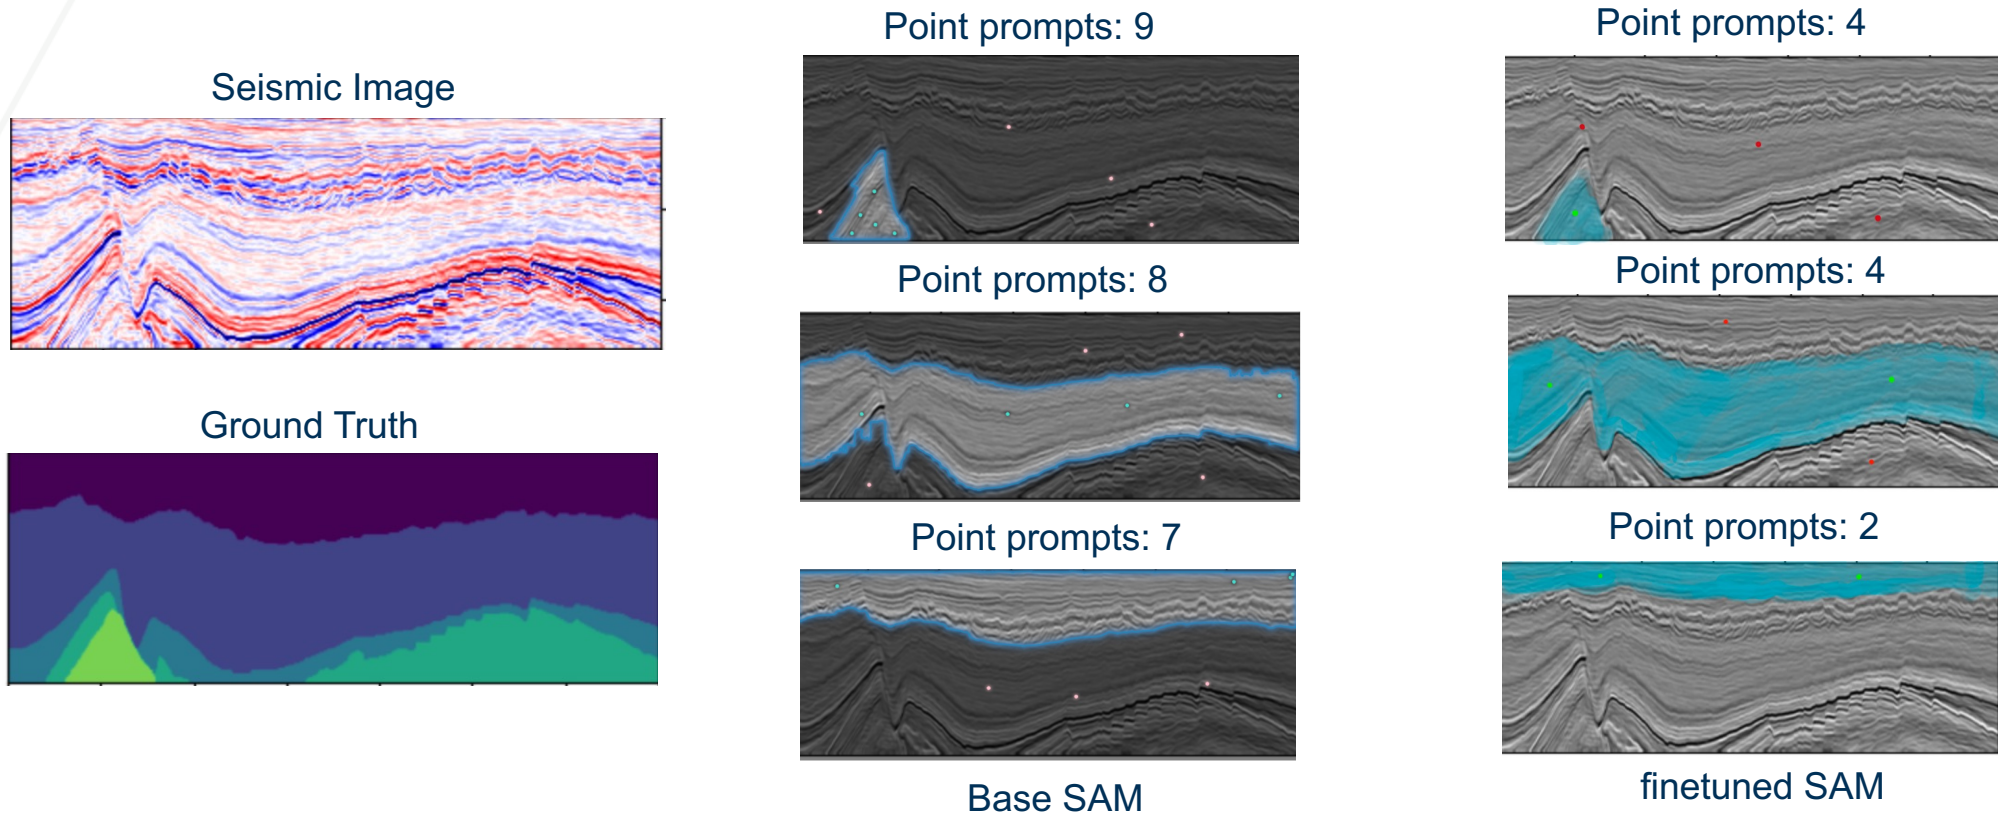 Seismic Image
Ground Truth
Point prompts: 9
Point prompts: 8
Point prompts: 7
Base SAM
Point prompts: 4
Point prompts: 4
Point prompts: 2
finetuned SAM